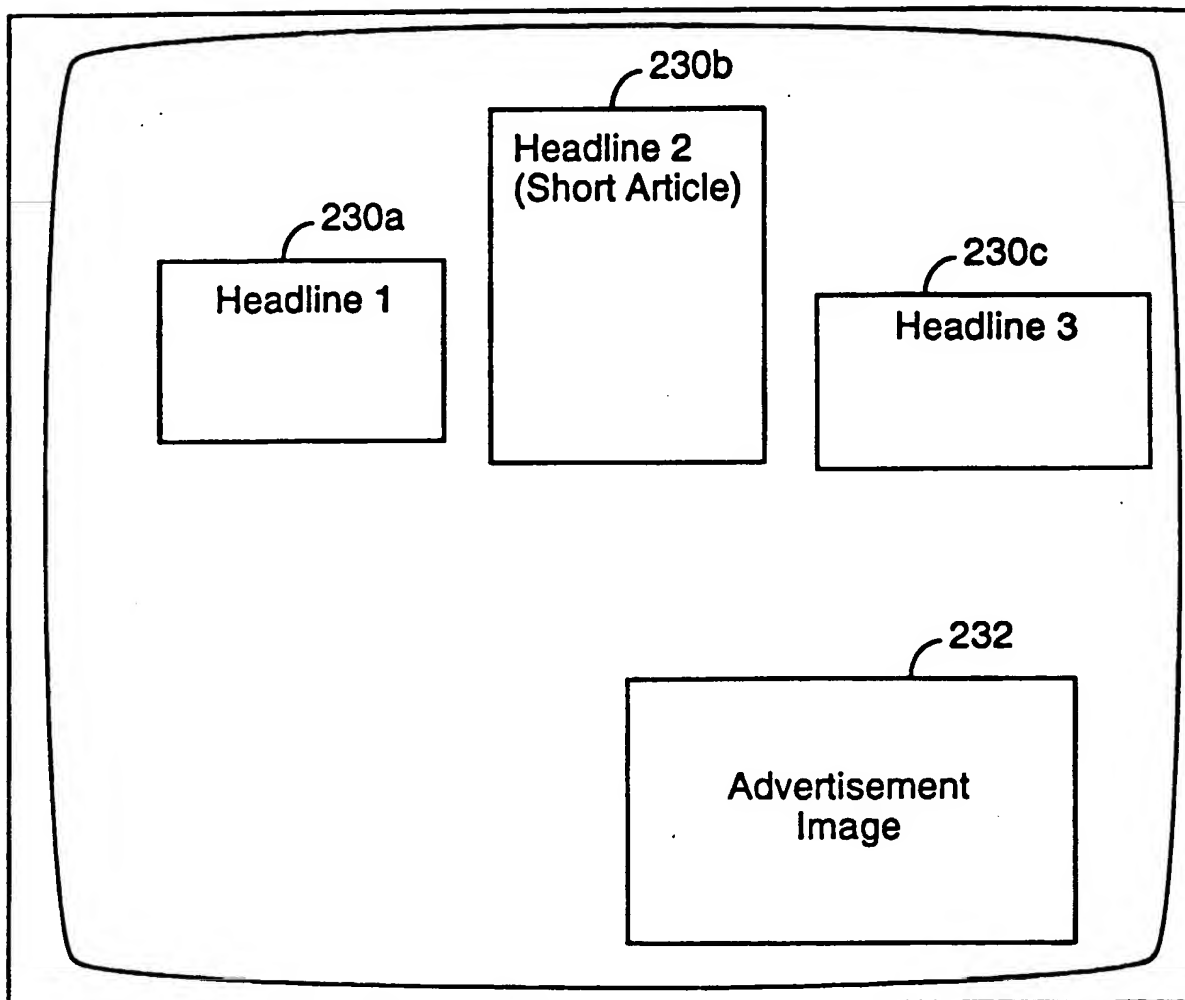 230b
Headline 2
(Short Article)
230a
Headline 1
230c
Headline 3
232
Advertisement
Image